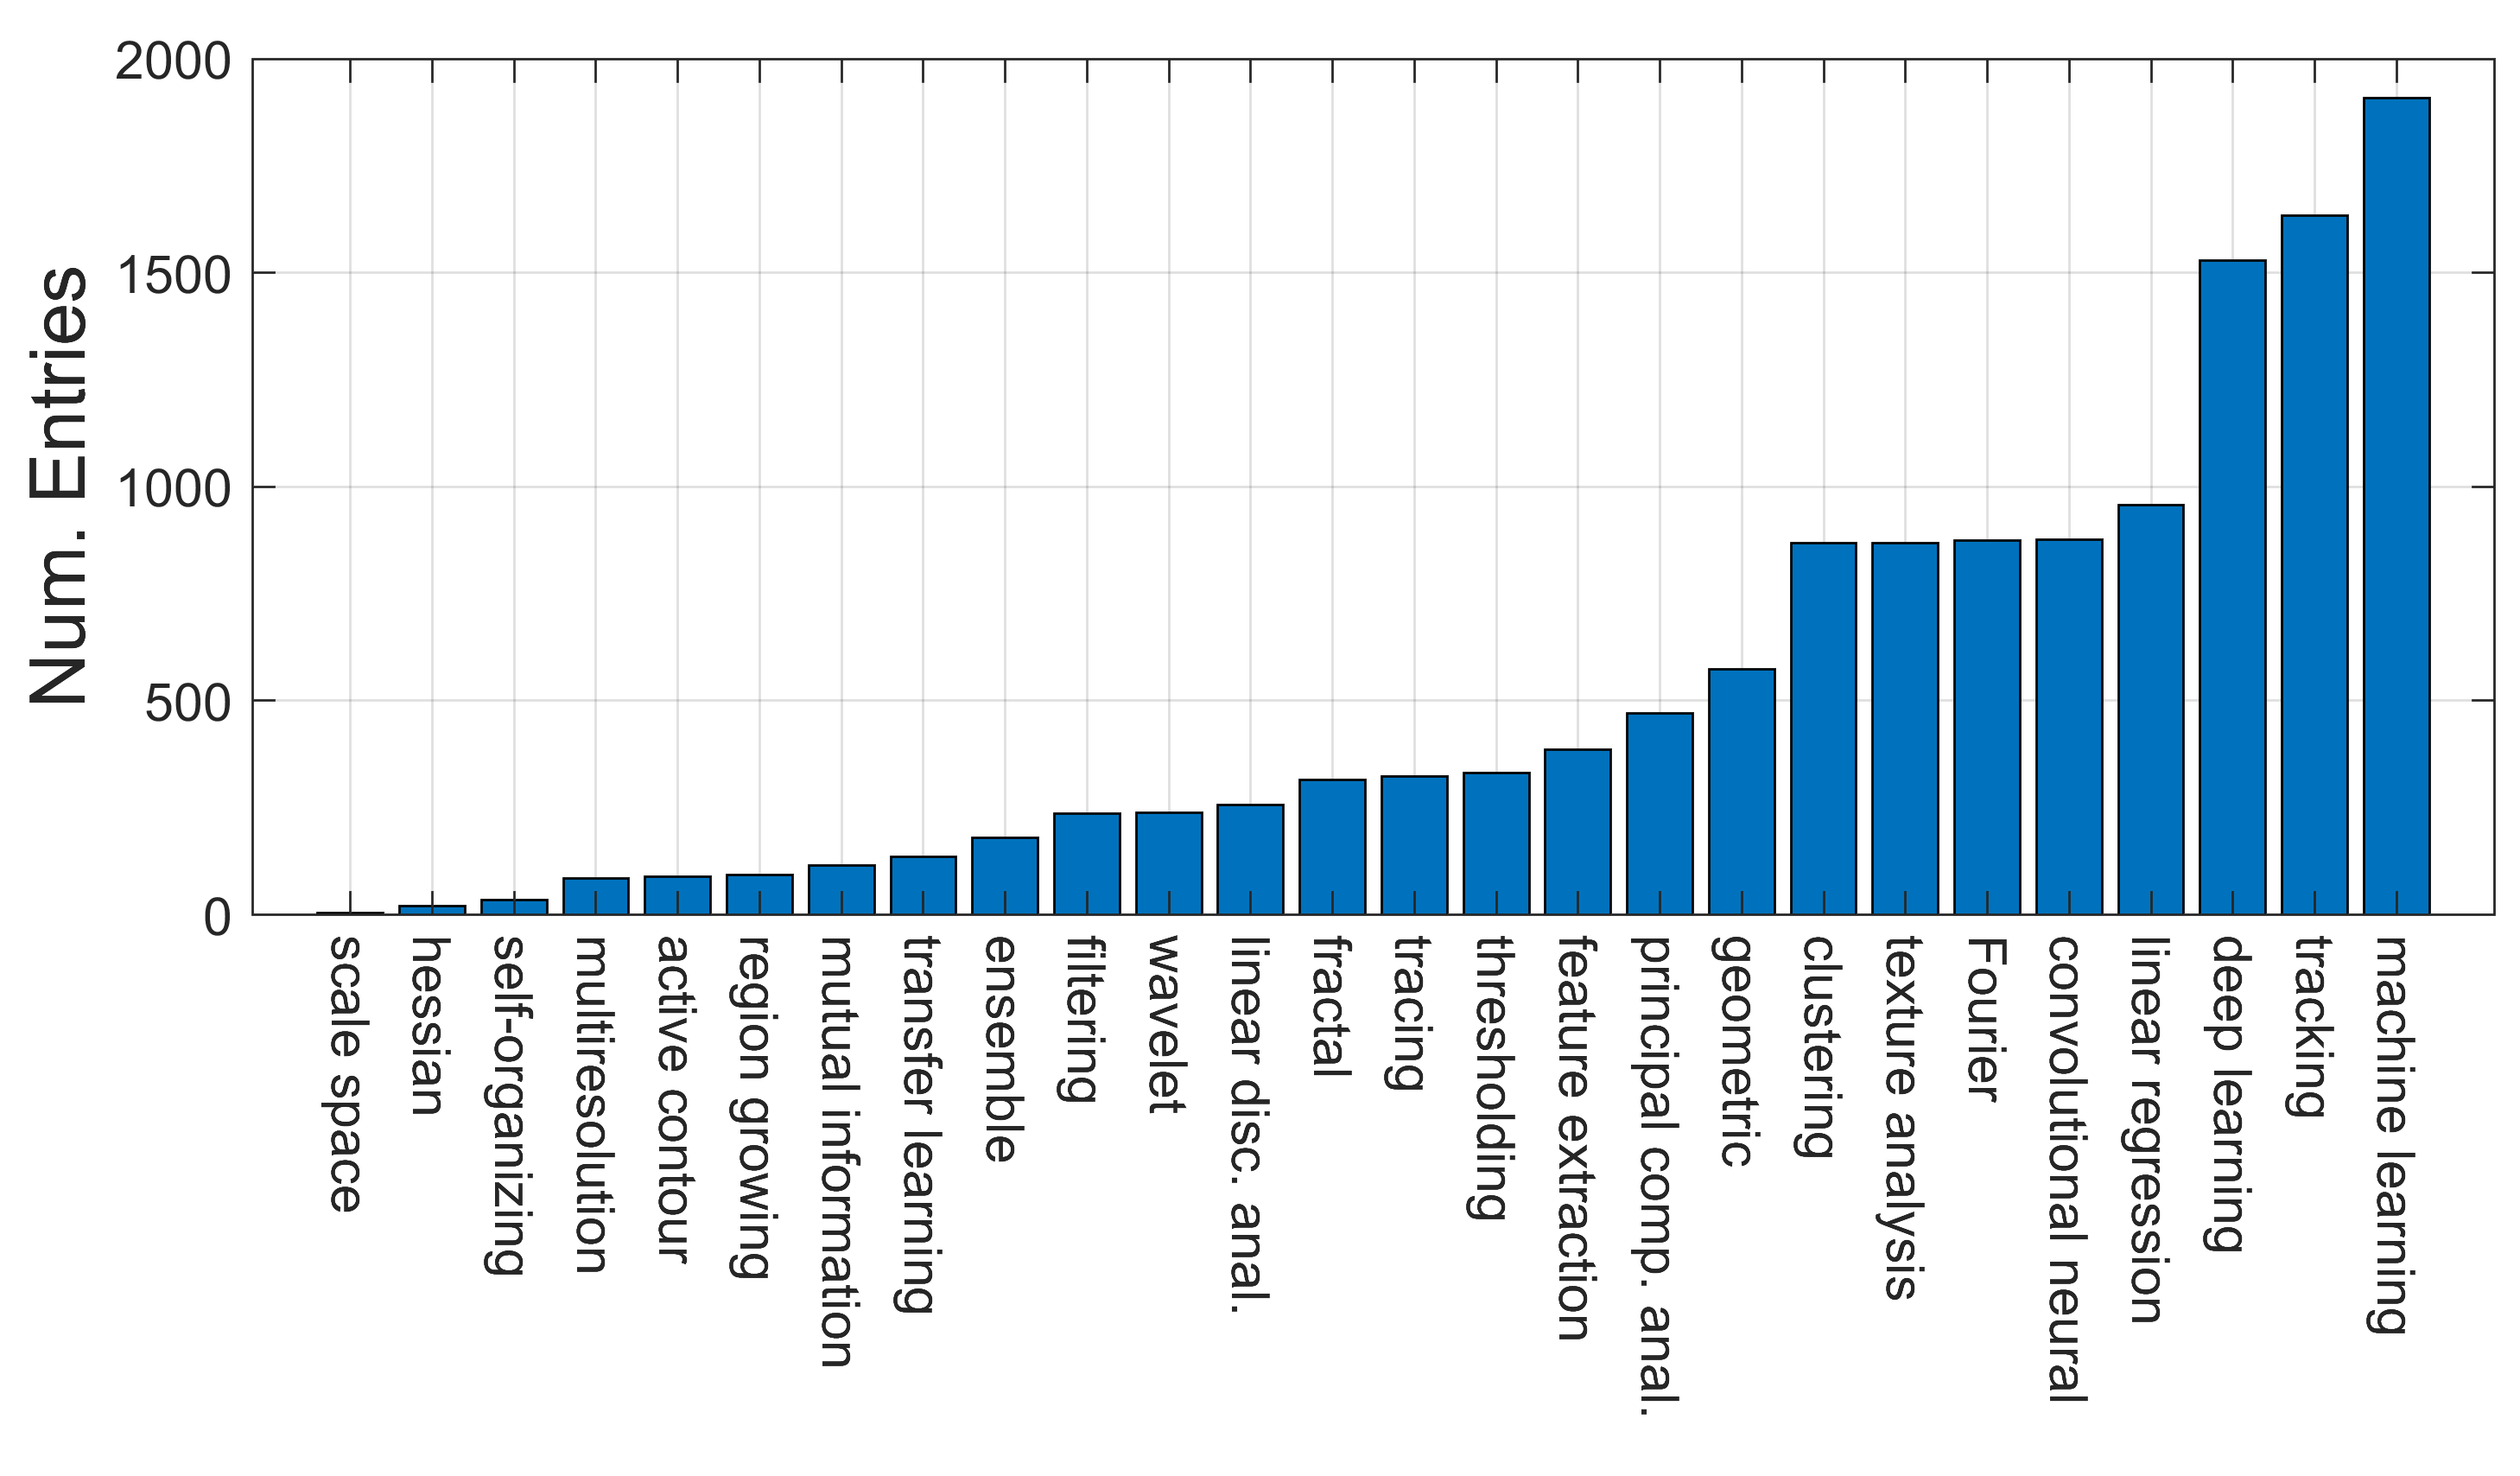 2000
1500
1000
500
0
Num. Entries
scale space
hessian
self-organizing
multiresolution
active contour
region growing
mutual information
transfer learning
ensemble
filtering
wavelet
linear disc. anal.
fractal
tracing
thresholding
feature extraction
principal comp. anal.
geometric
clustering
texture analysis
Fourier
convolutional neural
linear regression
deep learning
tracking
machine learning